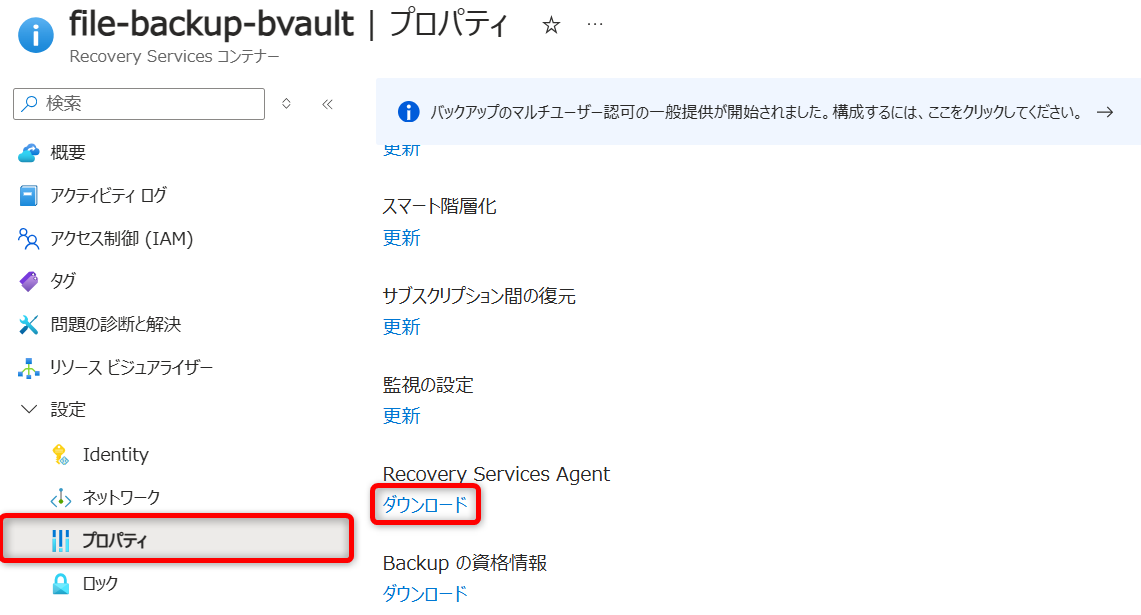 file-backup-bvault | プロパティ ☆ …
Recovery Services コンテナー
検索
概要
アクティビティ ログ
アクセス制御 (IAM)
タグ
問題の診断と解決
リソース ビジュアライザー
設定
Identity
ネットワーク
プロパティ
ロック
バックアップのマルチユーザー認可の一般提供が開始されました。構成するには、ここをクリックしてください。 →
更新
スマート階層化
更新
サブスクリプション間の復元
更新
監視の設定
更新
Recovery Services Agent
ダウンロード
Backup の資格情報
ダウンロード